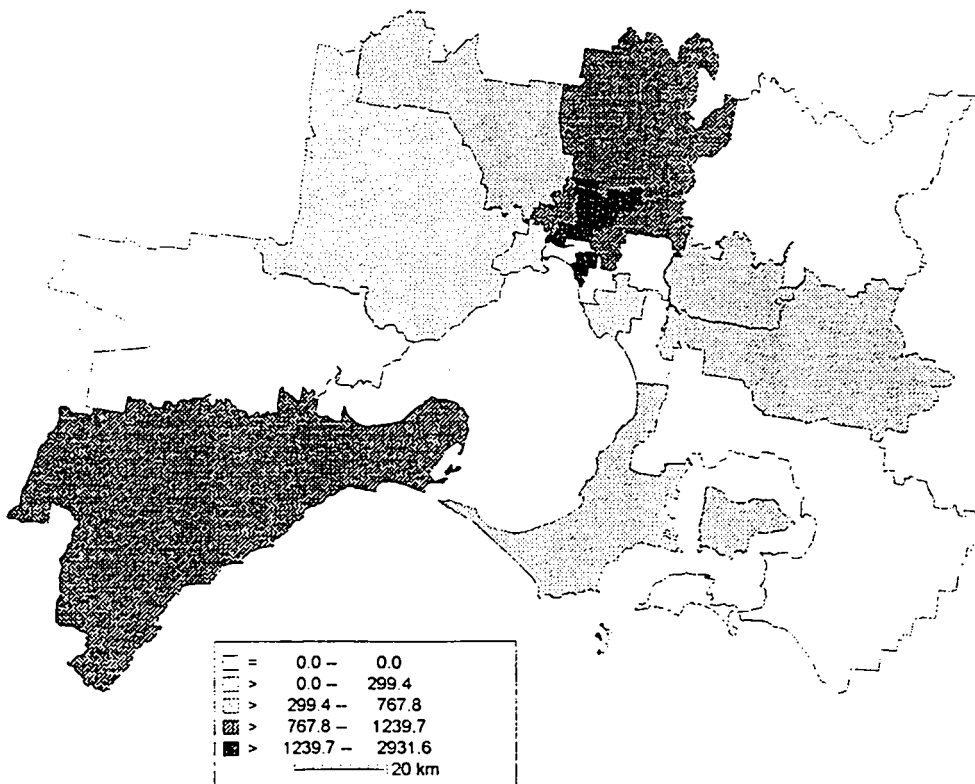 = 0.0 – 0.0
> 0.0 – 299.4
> 299.4 – 767.8
> 767.8 – 1239.7
> 1239.7 – 2931.6
20 km